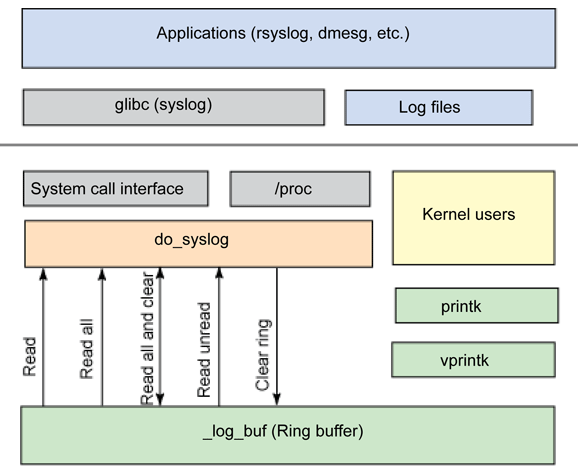 Applications (rsyslog, dmesg, etc.)
glibc (syslog)
Log files
System call interface
/proc
Kernel users
do_syslog
Read
Read all
Read all and clear
Read unread
Clear ring
printk
vprintk
_log_buf (Ring buffer)